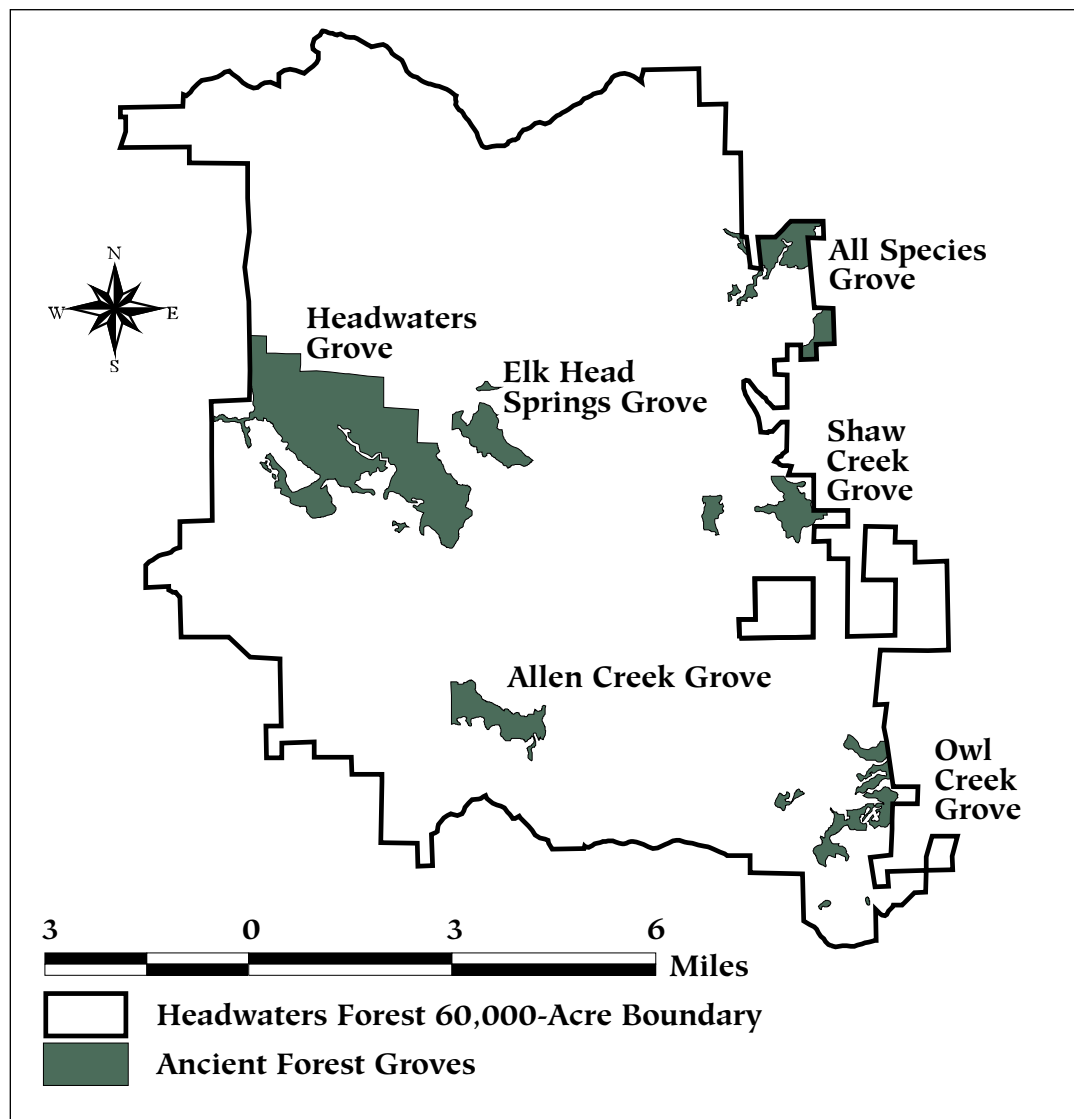 N
W E
S
Headwaters
Grove
Elk Head
Springs Grove
All Species
Grove
Shaw
Creek
Grove
Allen Creek Grove
Owl
Creek
Grove
3 0 3 6
Miles
Headwaters Forest 60,000-Acre Boundary
Ancient Forest Groves